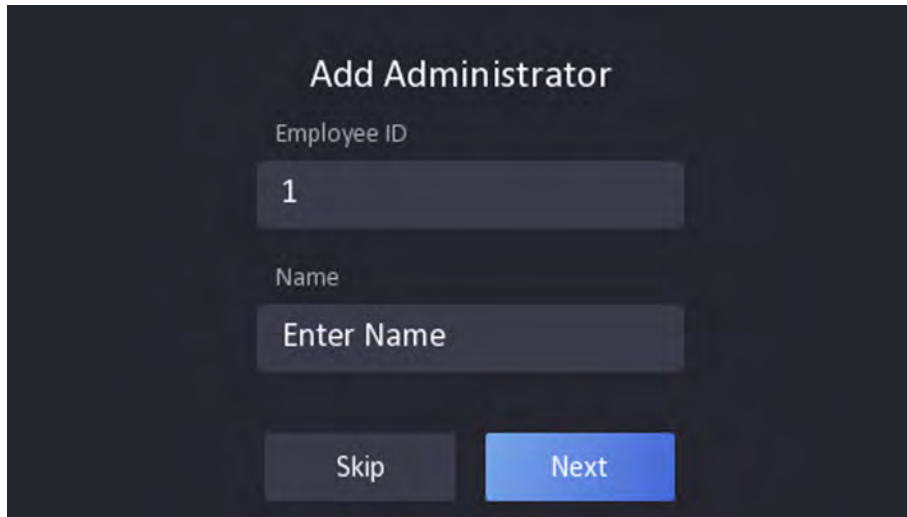 Add Administrator
Employee ID
1
Name
Enter Name
Skip
Next